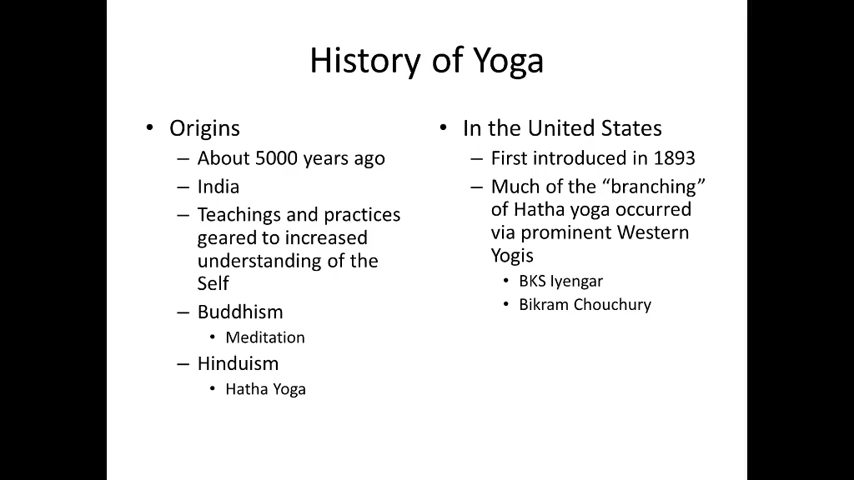 History of Yoga
• Origins
– About 5000 years ago
– India
– Teachings and practices
geared to increased
understanding of the
Self
– Buddhism
• Meditation
– Hinduism
• Hatha Yoga
• In the United States
– First introduced in 1893
– Much of the “branching”
of Hatha yoga occurred
via prominent Western
Yogis
• BKS Iyengar
• Bikram Chouchury